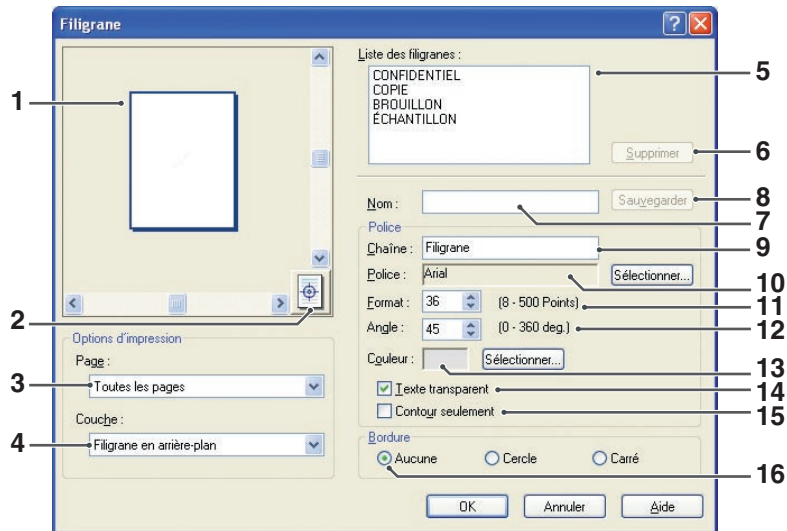 Filigrane
1
2
Options d'impression
Page :
3
Toutes les pages
Couche :
4
Filigrane en arrière-plan
Liste des filigranes :
CONFIDENTIEL
COPIE
BROUILLON
ÉCHANTILLON
5
Supprimer
6
Nom :
Sauvegarder
8
7
Police
Chaîne : Filigrane
9
Police : Arial Sélectionner...
10
Format : 36 (8 - 500 Points)
11
Angle : 45 (0 - 360 deg.)
12
Couleur : Sélectionner...
13
Texte transparent
14
Contour seulement
15
Bordure
Aucune Cercle Carré
16
OK Annuler Aide